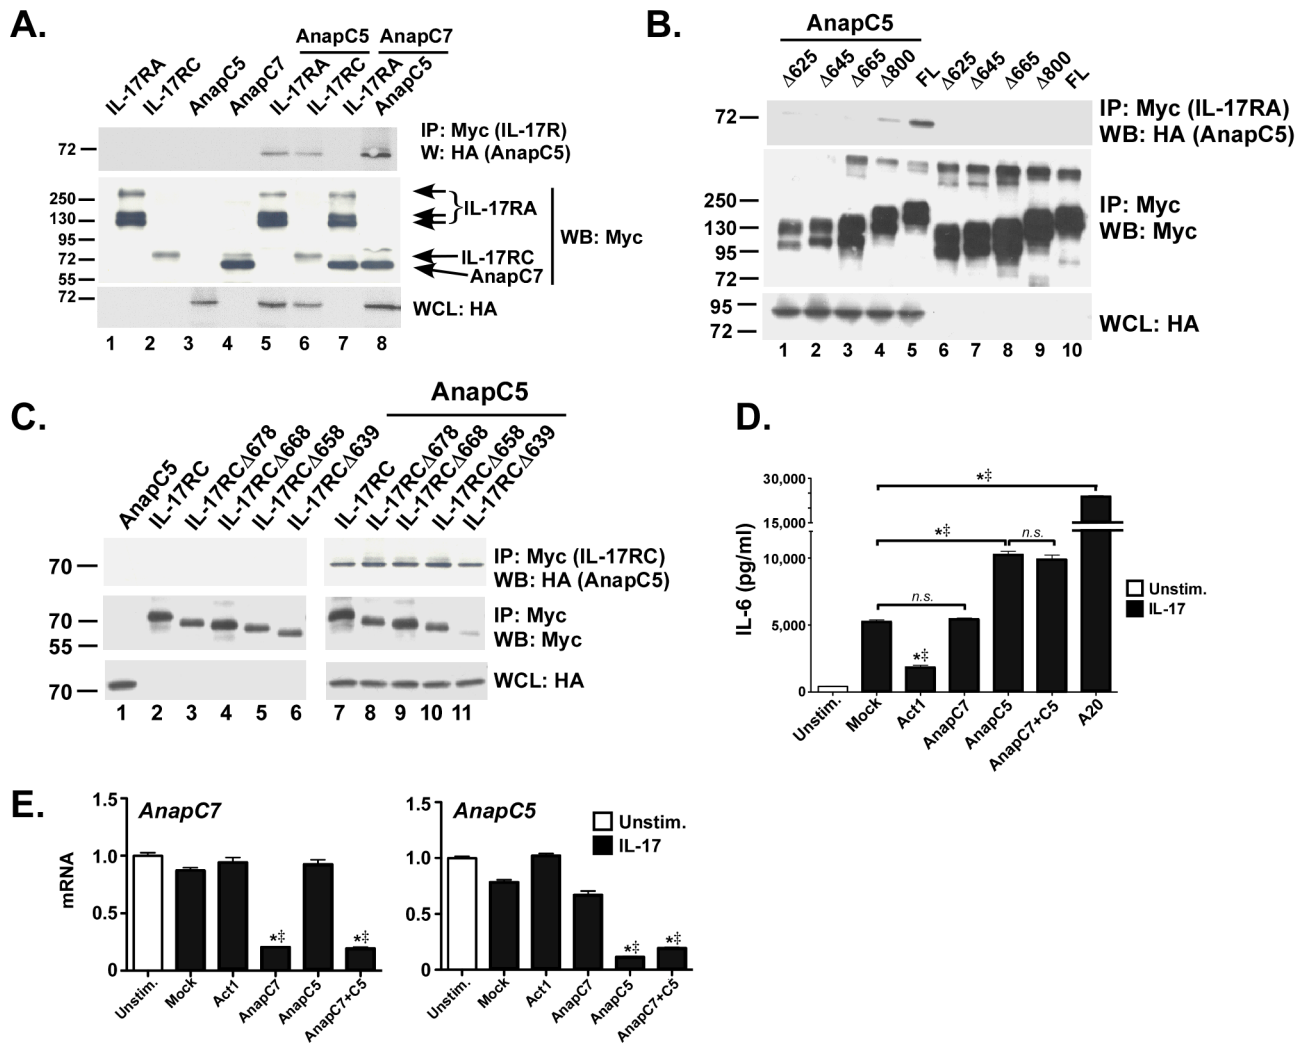 A.
AnapC5 AnapC7
IL-17RA IL-17RC AnapC5 AnapC7 IL-17RA IL-17RC IL-17RA AnapC5
72
IP: Myc (IL-17R)
W: HA (AnapC5)
250
130
95
72
55
IL-17RA
IL-17RC
AnapC7
WB: Myc
72
WCL: HA
1 2 3 4 5 6 7 8
B.
AnapC5
Δ625 Δ645 Δ665 Δ800 FL Δ625 Δ645 Δ665 Δ800 FL
72
IP: Myc (IL-17RA)
WB: HA (AnapC5)
250
130
95
72
IP: Myc
WB: Myc
95
72
WCL: HA
1 2 3 4 5 6 7 8 9 10
C.
AnapC5
AnapC5 IL-17RC IL-17RCΔ678 IL-17RCΔ668 IL-17RCΔ658 IL-17RCΔ639 IL-17RC IL-17RCΔ678 IL-17RCΔ668 IL-17RCΔ658 IL-17RCΔ639
70
IP: Myc (IL-17RC)
WB: HA (AnapC5)
70
55
IP: Myc
WB: Myc
70
WCL: HA
1 2 3 4 5 6 7 8 9 10 11
D.
IL-6 (pg/ml)
30,000
15,000
10,000
5,000
0
*‡
*‡
n.s.
n.s.
*‡
Unstim.
IL-17
Unstim. Mock Act1 AnapC7 AnapC5 AnapC7+C5 A20
E.
AnapC7
mRNA
1.5
1.0
0.5
0
*‡ *‡
Unstim. Mock Act1 AnapC7 AnapC5 AnapC7+C5
AnapC5
1.5
1.0
0.5
0
*‡ *‡
Unstim.
IL-17
Unstim. Mock Act1 AnapC7 AnapC5 AnapC7+C5